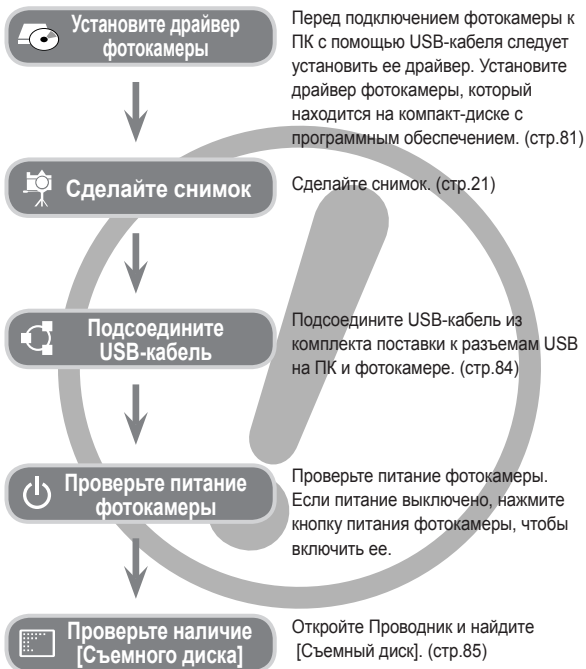 Установите драйвер
фотокамеры
Перед подключением фотокамеры к
ПК с помощью USB-кабеля следует
установить ее драйвер. Установите
драйвер фотокамеры, который
находится на компакт-диске с
программным обеспечением. (стр.81)
Сделайте снимок
Сделайте снимок. (стр.21)
Подсоедините
USB-кабель
Подсоедините USB-кабель из
комплекта поставки к разъемам USB
на ПК и фотокамере. (стр.84)
Проверьте питание
фотокамеры
Проверьте питание фотокамеры.
Если питание выключено, нажмите
кнопку питания фотокамеры, чтобы
включить ее.
Проверьте наличие
[Съемного диска]
Откройте Проводник и найдите
[Съемный диск]. (стр.85)